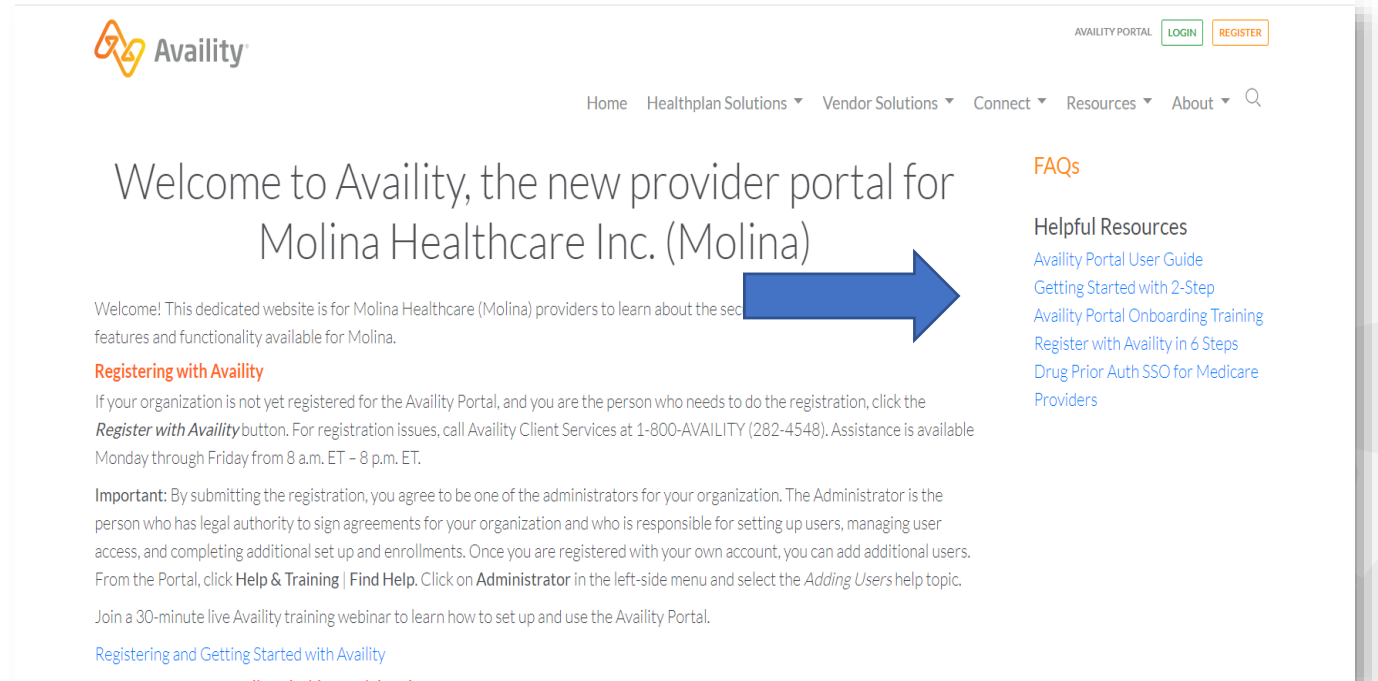 Availity
AVAILITY PORTAL LOGIN REGISTER
Home Healthplan Solutions Vendor Solutions Connect Resources About
Welcome to Availity, the new provider portal for
Molina Healthcare Inc. (Molina)
Welcome! This dedicated website is for Molina Healthcare (Molina) providers to learn about the
features and functionality available for Molina.
Registering with Availity
If your organization is not yet registered for the Availity Portal, and you are the person who needs to do the registration, click the
Register with Availity button. For registration issues, call Availity Client Services at 1-800-AVAILITY (282-4548). Assistance is available
Monday through Friday from 8 a.m. ET – 8 p.m. ET.
Important: By submitting the registration, you agree to be one of the administrators for your organization. The Administrator is the
person who has legal authority to sign agreements for your organization and who is responsible for setting up users, managing user
access, and completing additional set up and enrollments. Once you are registered with your own account, you can add additional users.
From the Portal, click Help & Training | Find Help. Click on Administrator in the left-side menu and select the Adding Users help topic.
Join a 30-minute live Availity training webinar to learn how to set up and use the Availity Portal.
Registering and Getting Started with Availity
FAQs
Helpful Resources
Availity Portal User Guide
Getting Started with 2-Step
Availity Portal Onboarding Training
Register with Availity in 6 Steps
Drug Prior Auth SSO for Medicare
Providers